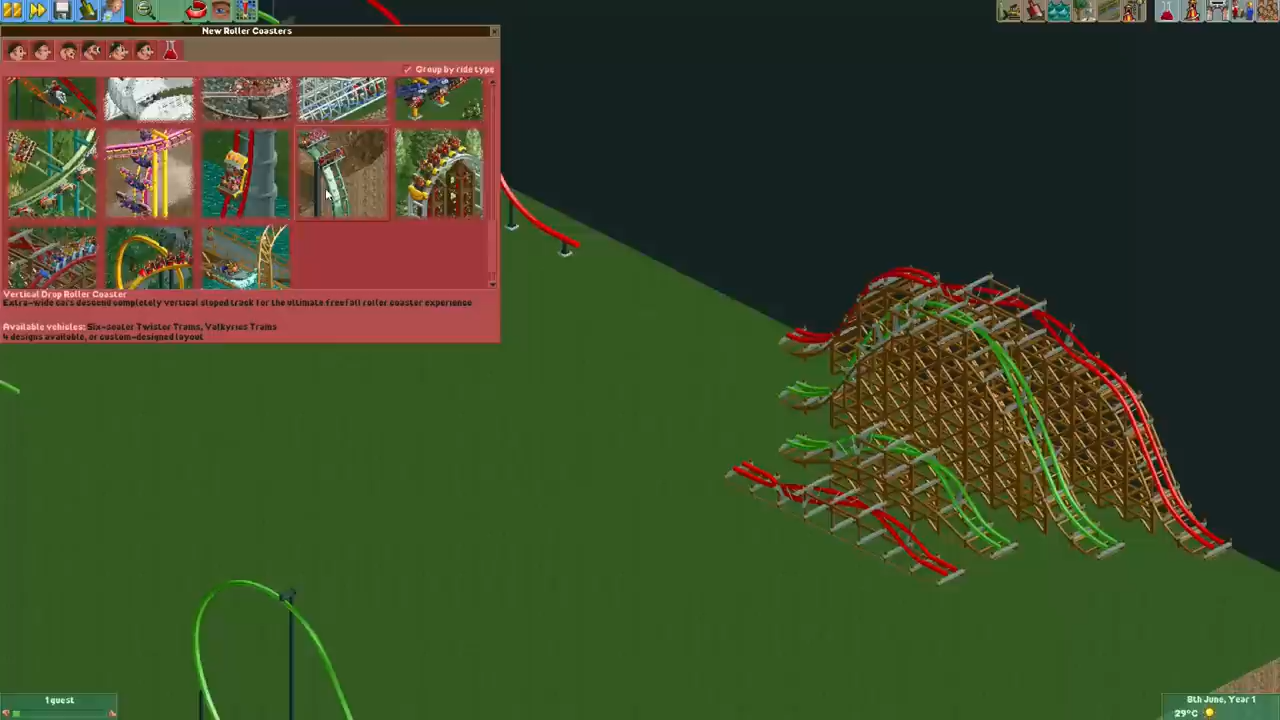 New Roller Coasters
Group by ride type
Vertical Drop Roller Coaster
Extra-wide cars descend completely vertical sloped track for the ultimate freefall roller coaster experience
Available vehicles: Six-seater Twister Trains, Valkyries Trains
4 designs available, or custom-designed layout
1 guest
8th June, Year 1
29°C